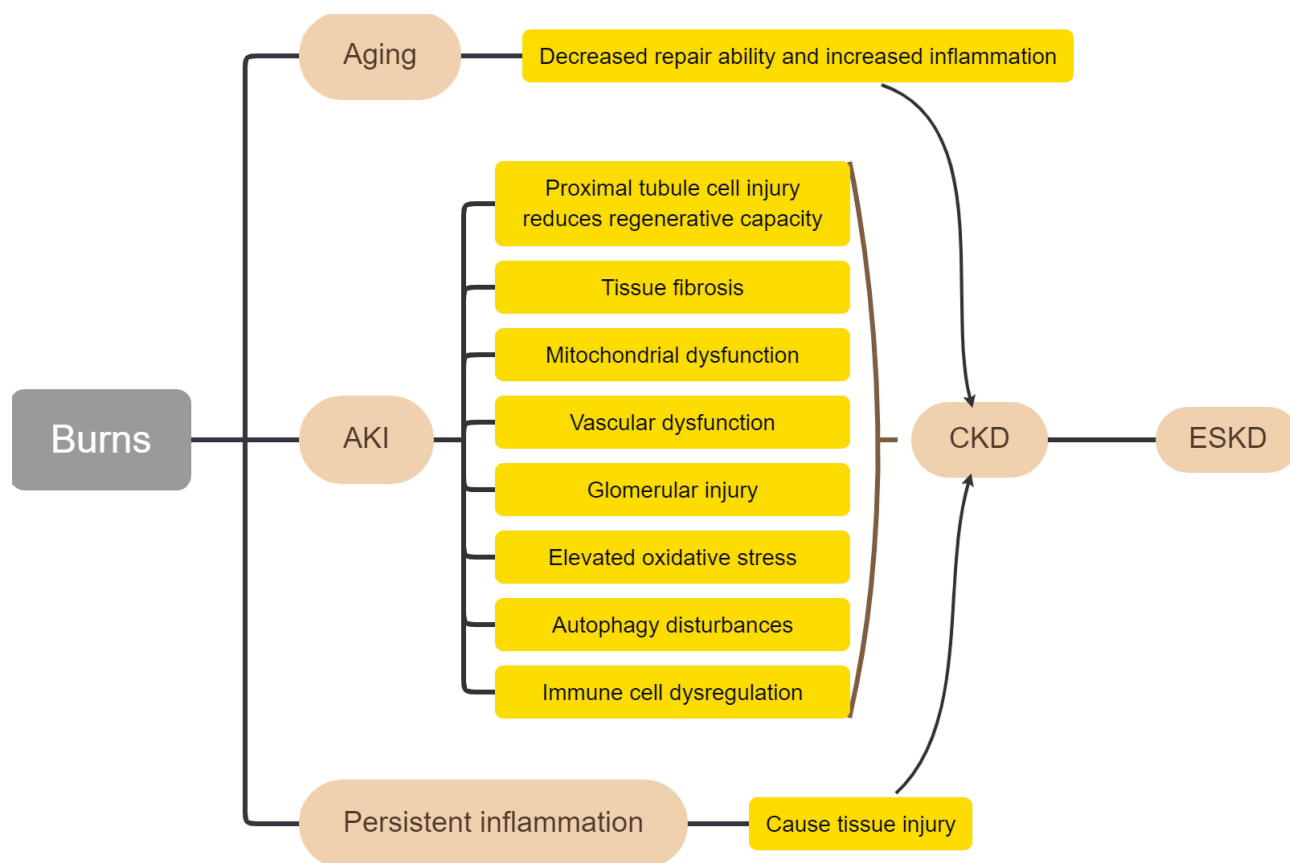 Aging
Decreased repair ability and increased inflammation
Proximal tubule cell injury
reduces regenerative capacity
Tissue fibrosis
Mitochondrial dysfunction
Vascular dysfunction
Burns
AKI
CKD
ESKD
Glomerular injury
Elevated oxidative stress
Autophagy disturbances
Immune cell dysregulation
Persistent inflammation
Cause tissue injury